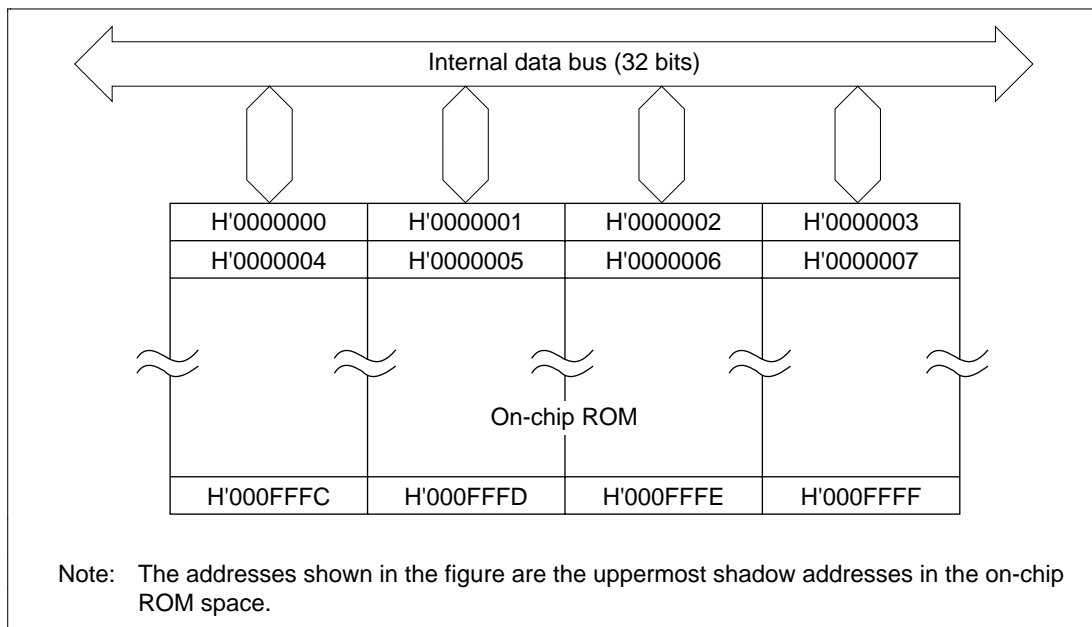 Internal data bus (32 bits)
H'0000000 H'0000001 H'0000002 H'0000003
H'0000004 H'0000005 H'0000006 H'0000007
On-chip ROM
H'000FFFC H'000FFFD H'000FFFE H'000FFFF
Note: The addresses shown in the figure are the uppermost shadow addresses in the on-chip
ROM space.